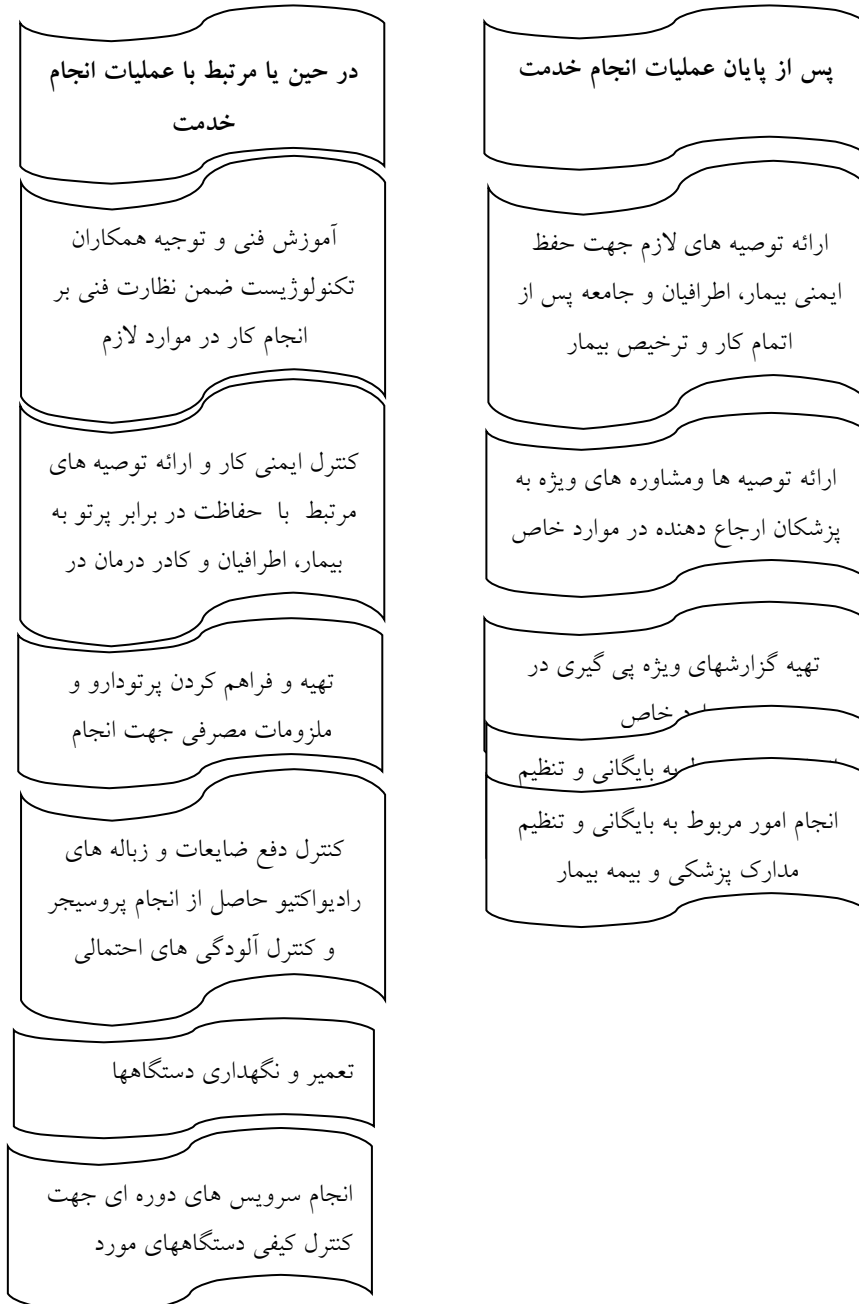 پس از پایان عملیات انجام خدمت
ارائه توصیه های لازم جهت حفظ
ایمنی بیمار، اطرافیان و جامعه پس از
اتمام کار و ترخیص بیمار
ارائه توصیه ها ومشاوره های ویژه به
پزشکان ارجاع دهنده در موارد خاص
تهیه گزارشهای ویژه پی گیری در
خاص
به بایگانی و تنظیم
انجام امور مربوط به بایگانی و تنظیم
مدارک پزشکی و بیمه بیمار
در حین یا مرتبط با عملیات انجام
خدمت
آموزش فنی و توجیه همکاران
تکنولوژیست ضمن نظارت فنی بر
انجام کار در موارد لازم
کنترل ایمنی کار و ارائه توصیه های
مرتبط با حفاظت در برابر پرتو به
بیمار، اطرافیان و کادر درمان در
تهیه و فراهم کردن پرتودارو و
ملزومات مصرفی جهت انجام
کنترل دفع ضایعات و زباله های
رادیواکتیو حاصل از انجام پروسیجر
و کنترل آلودگی های احتمالی
تعمیر و نگهداری دستگاهها
انجام سرویس های دوره ای جهت
کنترل کیفی دستگاههای مورد